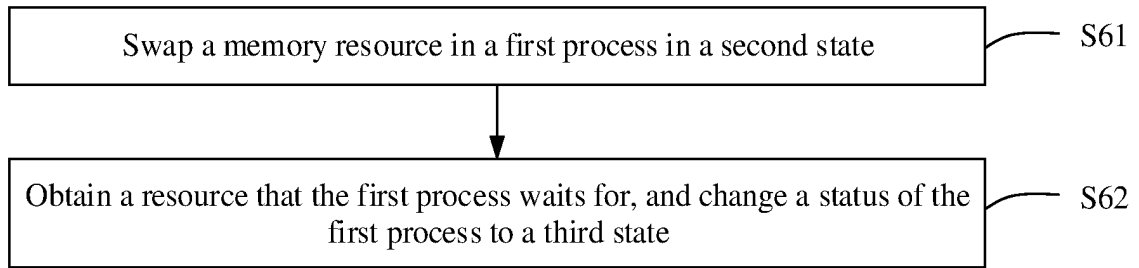 Swap a memory resource in a first process in a second state
S61
Obtain a resource that the first process waits for, and change a status of the
first process to a third state
S62